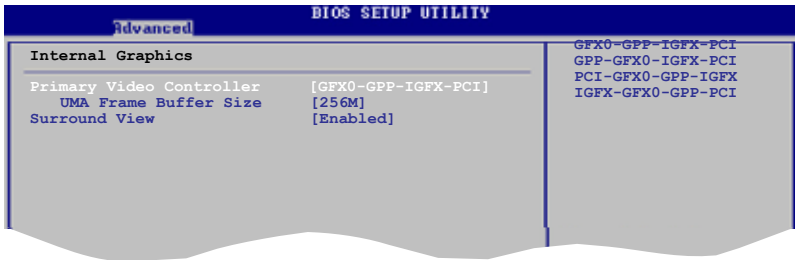 BIOS SETUP UTILITY
Advanced
Internal Graphics
Primary Video Controller [GFX0-GPP-IGFX-PCI]
UMA Frame Buffer Size [256M]
Surround View [Enabled]
GFX0-GPP-IGFX-PCI
GPP-GFX0-IGFX-PCI
PCI-GFX0-GPP-IGFX
IGFX-GFX0-GPP-PCI